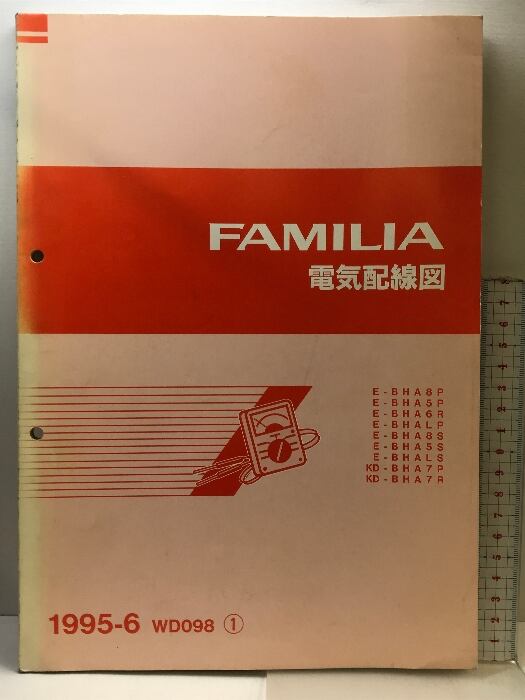 FAMILIA
電気配線図
E-BHA8P
E-BHA5P
E-BHA6R
E-BHALP
E-BHA8S
E-BHA5S
E-BHALS
KD-BHA7P
KD-BHA7R
1995-6 WD098 ①